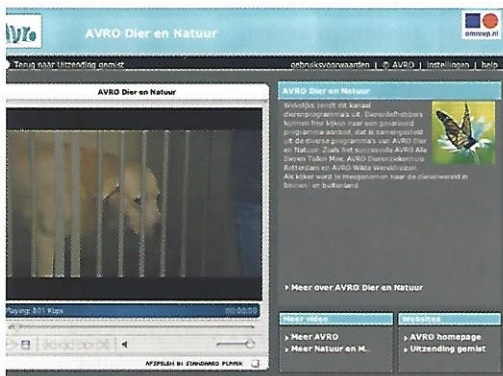 AVRO Dier en Natuur
omroep.nl
Terug naar Uitzending gemist
gebruiksvoorwaarden | © AVRO | instellingen | help
AVRO Dier en Natuur
Playing: 801 Kbps
00:00:50
AFSPELEN IN STANDAARD PLAYER
AVRO Dier en Natuur
Wekelijks zendt dit kanaal
dierenprogramma's uit. Dierenliefhebbers
kunnen hier kijken naar een gevarieerd
programma-aanbod, dat is samengesteld
uit de diverse programma's van AVRO Dier
en Natuur. Zoals het succesvolle AVRO Alle
Dieren Tellen Mee, AVRO Dierenziekenhuis
Rotterdam en AVRO Wilde Wereldreizen.
Als kijker word je meegenomen naar de dierenwereld in
binnen- en buitenland
> Meer over AVRO Dier en Natuur
Meer video
> Meer AVRO
> Meer Natuur en M..
Websites
> AVRO homepage
> Uitzending gemist